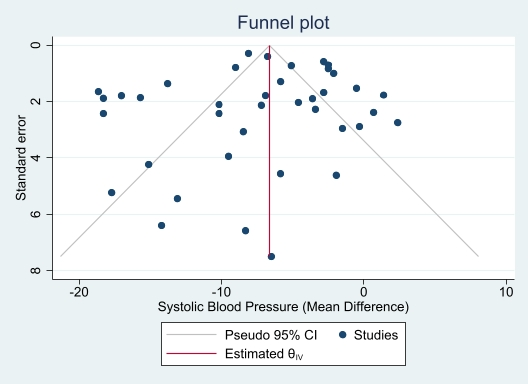 Funnel plot
0
2
4
6
8
Standard error
-20 -10 0 10
Systolic Blood Pressure (Mean Difference)
Pseudo 95% CI Studies
Estimated θIV